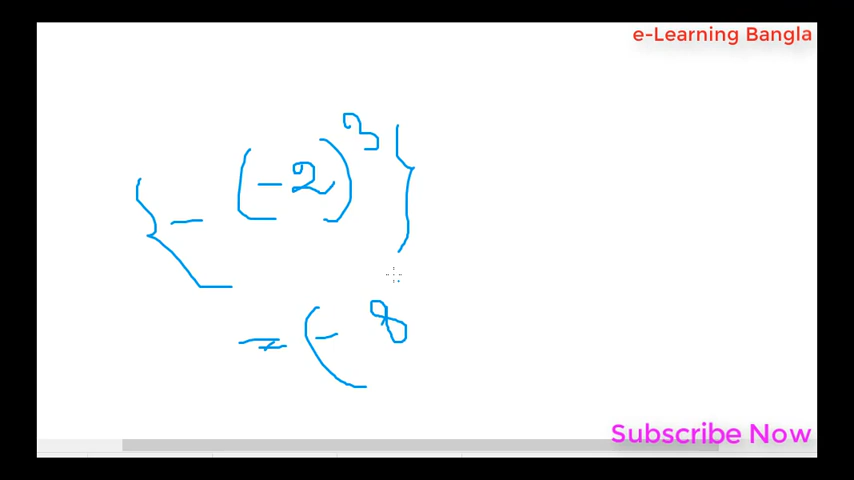 e-Learning Bangla
{- (-2)^3}
= (- 8
Subscribe Now